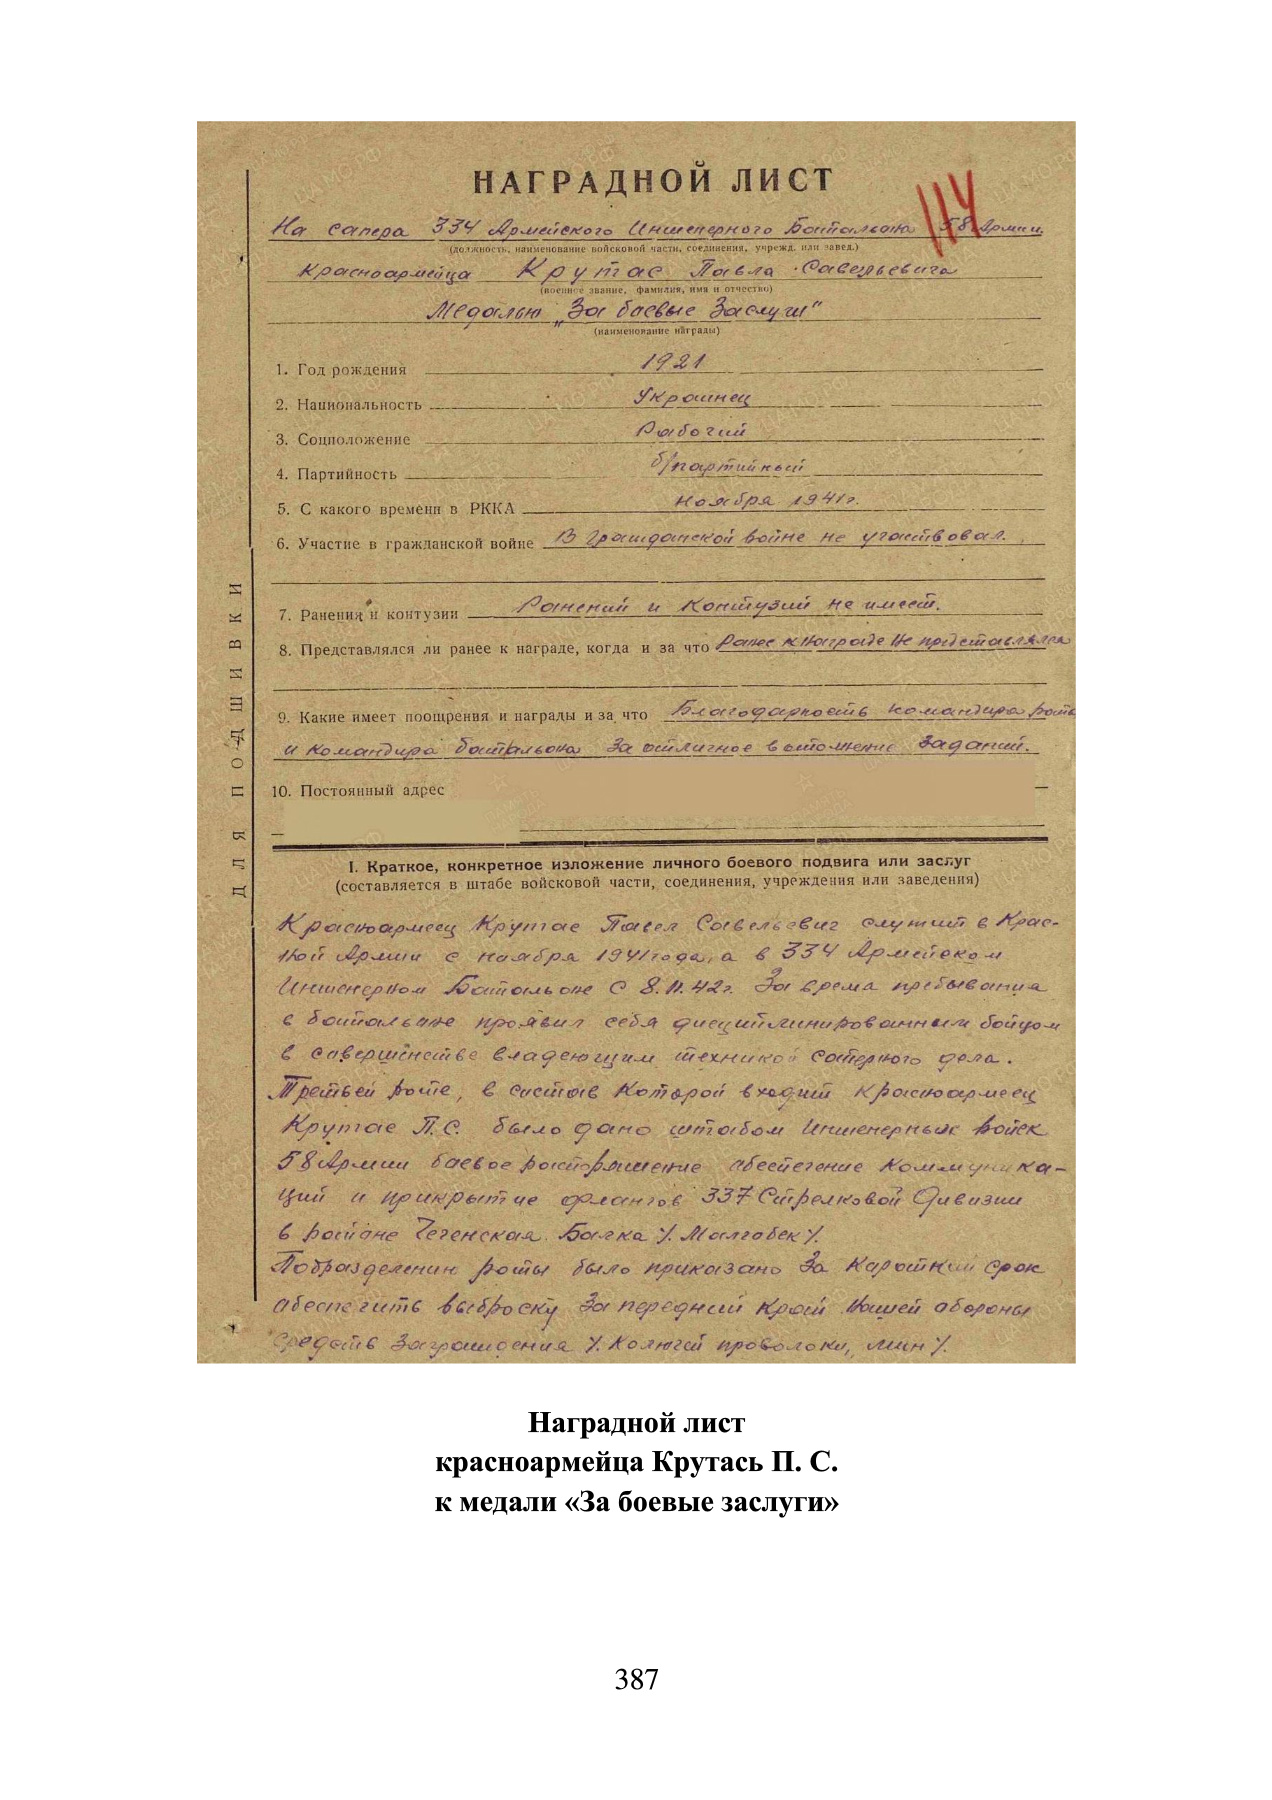 НАГРАДНОЙ ЛИСТ
114
На сапера 334 Армейского Инженерного Батальона 58 Армии.
(должность, наименование войсковой части, соединения, учрежд. или завед.)
Красноармейца Крутас Павла Савельевича
(военное звание, фамилия, имя и отчество)
Медалью „За боевые Заслуги"
(наименование награды)
1. Год рождения 1921
2. Национальность Украинец
3. Соцположение Рабочий
4. Партийность б/партийный
5. С какого времени в РККА Ноября 1941г.
6. Участие в гражданской войне В Гражданской войне не участвовал.
7. Ранения и контузии Ранений и Контузий не имеет.
8. Представлялся ли ранее к награде, когда и за что Ранее к Награде Не представлялся
9. Какие имеет поощрения и награды и за что Благодарность командира роты
и командира батальона За отличное выполнение Заданий.
10. Постоянный адрес
ДЛЯ ПОДШИВКИ
I. Краткое, конкретное изложение личного боевого подвига или заслуг
(составляется в штабе войсковой части, соединения, учреждения или заведения)
Красноармеец Крутас Павел Савельевич служит в Крас-
ной Армии с ноября 1941 года, а в 334 Армейском
Инженерном Батальоне с 8.11.42г. За время пребывания
в батальоне проявил себя дисциплинированным бойцом
в совершенстве владеющим техникой саперного дела.
Третьей роте, в состав Которой входит красноармеец
Крутас П.С. было дано штабом Инженерных Войск
58 Армии боевое распоряжение обеспечение Коммуника-
ций и прикрытие флангов 337 Стрелковой Дивизии
в районе Чеченская Балка /. Малгобек /.
Подразделении роты было приказано За Короткий срок
обеспечить выброску За передний Край Нашей обороны
средств Заграждения /. Колючей проволоки, мин /.
Наградной лист
красноармейца Крутась П. С.
к медали «За боевые заслуги»
387